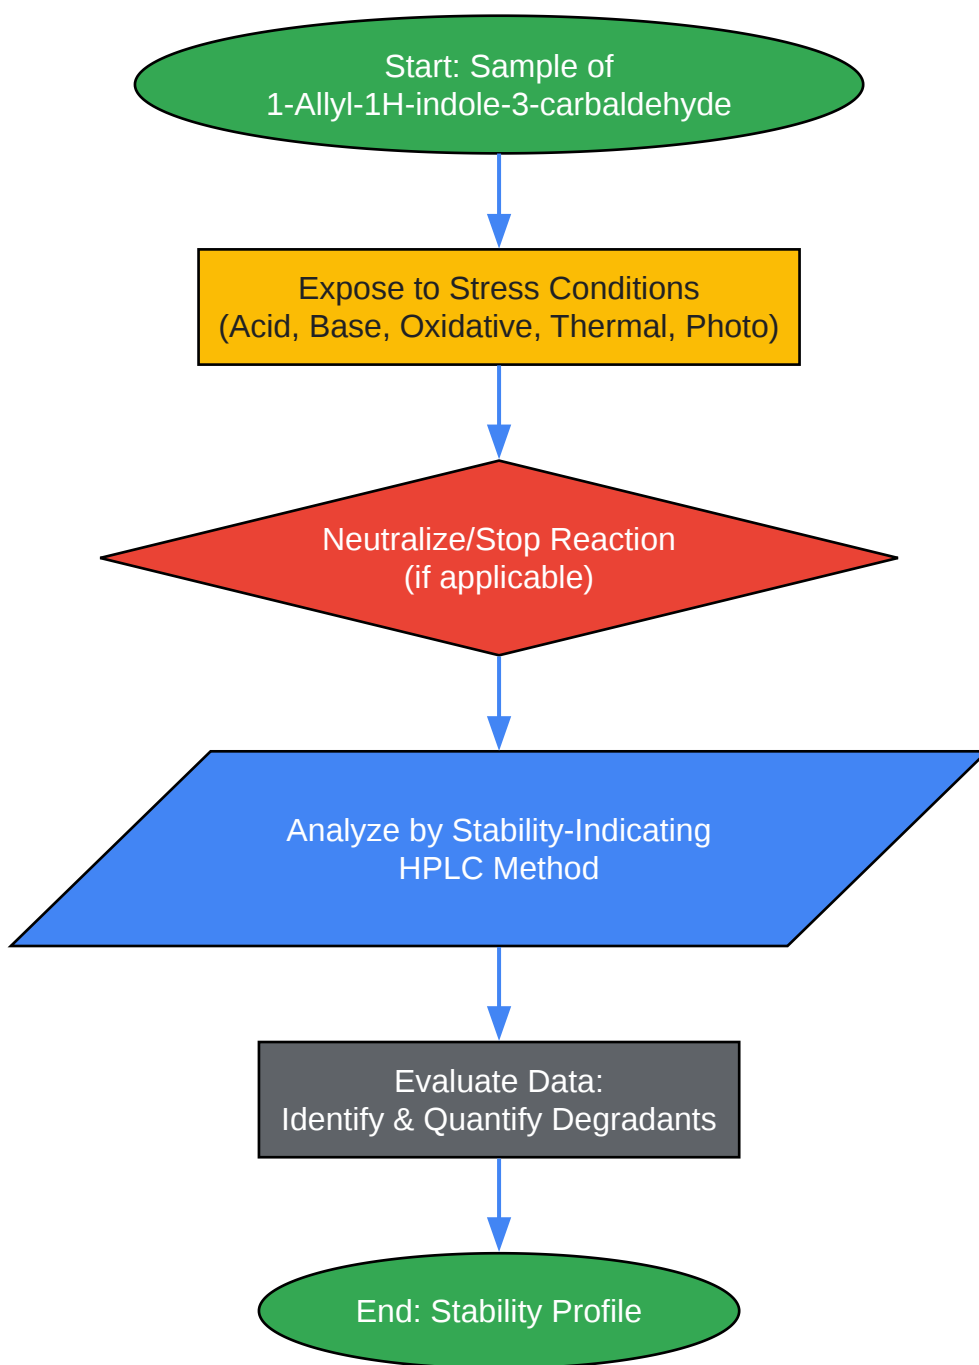 Start: Sample of
1-Allyl-1H-indole-3-carbaldehyde
Expose to Stress Conditions
(Acid, Base, Oxidative, Thermal, Photo)
Neutralize/Stop Reaction
(if applicable)
Analyze by Stability-Indicating
HPLC Method
Evaluate Data:
Identify & Quantify Degradants
End: Stability Profile